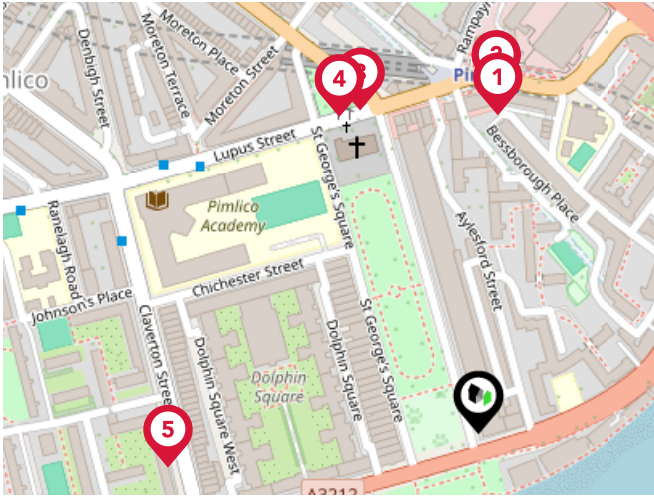 Moreton Place
Rampayn
Denbigh Street
Moreton Terrace
Moreton Street
mlico
4
3
2
1
Pim
Lupus Street
St George's Square
Bessborough Place
Pimlico
Academy
Ranelagh Road
Aylesford Street
Chichester Street
Johnson's Place
Claverton Street
Dolphin Square West
Dolphin
Square
Dolphin Square
St George's Square
5
A3212